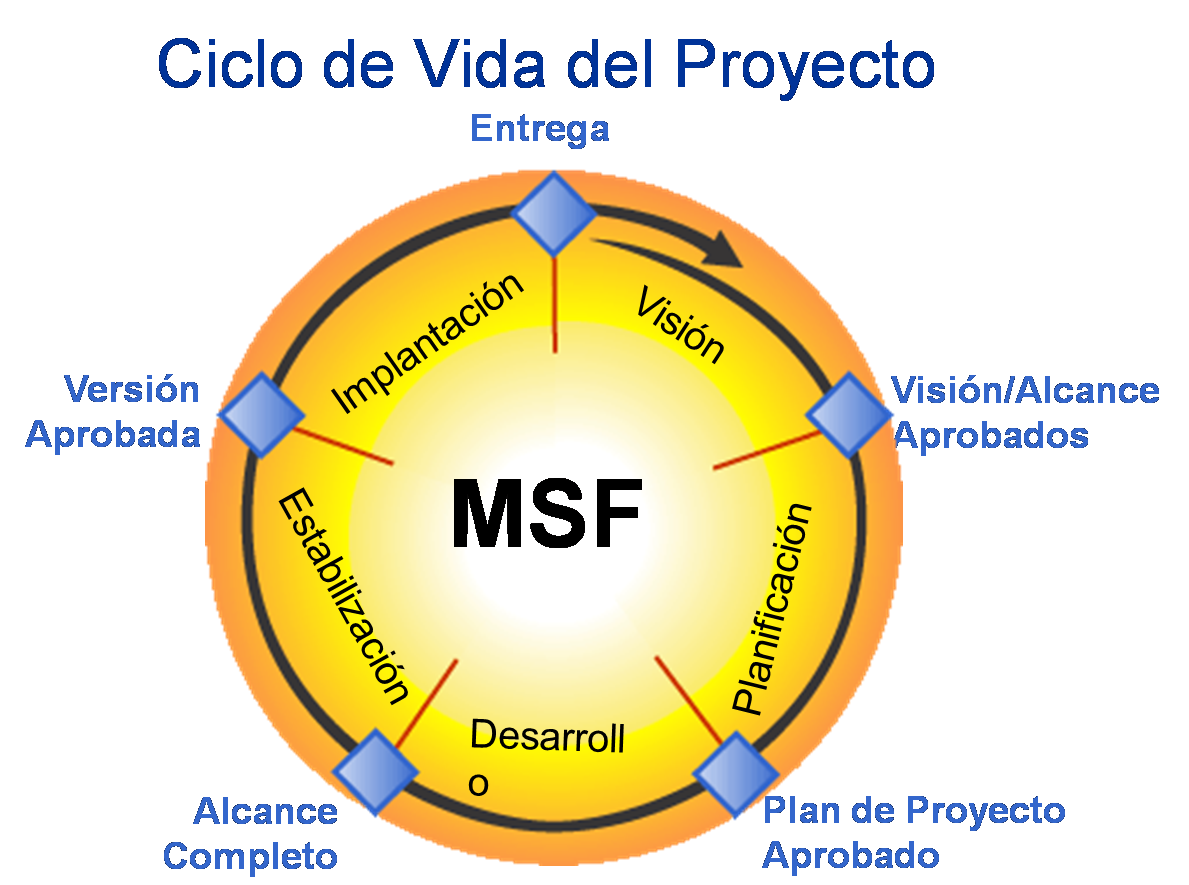 Ciclo de Vida del Proyecto
Entrega
Implantación
Visión
Versión
Aprobada
Visión/Alcance
Aprobados
MSF
Estabilización
Planificación
Desarroll
o
Alcance
Completo
Plan de Proyecto
Aprobado